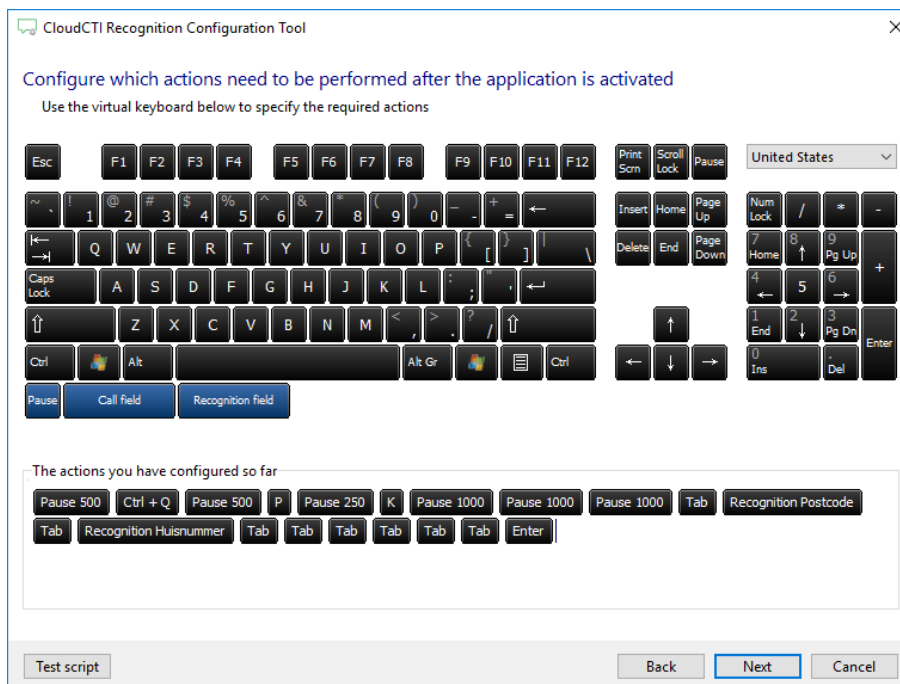 CloudCTI Recognition Configuration Tool
Configure which actions need to be performed after the application is activated
Use the virtual keyboard below to specify the required actions
Esc F1 F2 F3 F4 F5 F6 F7 F8 F9 F10 F11 F12 Print Scrn Scroll Lock Pause United States
~ ` ! 1 @ 2 # 3 $ 4 % 5 ^ 6 & 7 * 8 ( 9 ) 0 _ - + = ← Insert Home Page Up Num Lock / * -
Q W E R T Y U I O P { [ } ] | \ Delete End Page Down 7 Home 8 ↑ 9 Pg Up +
Caps Lock A S D F G H J K L : ; " ' 4 ← 5 6 →
⇧ Z X C V B N M < , > . ? / ⇧ ↑ 1 End 2 ↓ 3 Pg Dn Enter
Ctrl Alt Alt Gr Ctrl ← ↓ → 0 Ins . Del
Pause Call field Recognition field
The actions you have configured so far
Pause 500 Ctrl + Q Pause 500 P Pause 250 K Pause 1000 Pause 1000 Pause 1000 Tab Recognition Postcode
Tab Recognition Huisnummer Tab Tab Tab Tab Tab Tab Enter
Test script Back Next Cancel